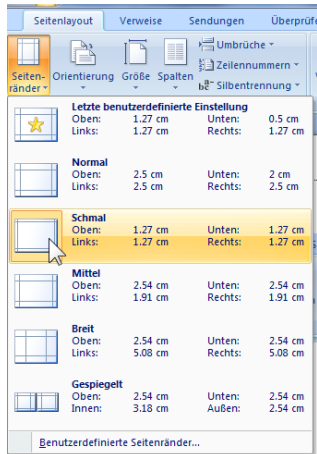 Seitenlayout Verweise Sendungen Überprüfe
Seiten-
ränder
Orientierung Größe Spalten
Umbrüche
Zeilennummern
Silbentrennung
Letzte benutzerdefinierte Einstellung
Oben: 1.27 cm Unten: 0.5 cm
Links: 1.27 cm Rechts: 1.27 cm
Normal
Oben: 2.5 cm Unten: 2 cm
Links: 2.5 cm Rechts: 2.5 cm
Schmal
Oben: 1.27 cm Unten: 1.27 cm
Links: 1.27 cm Rechts: 1.27 cm
Mittel
Oben: 2.54 cm Unten: 2.54 cm
Links: 1.91 cm Rechts: 1.91 cm
Breit
Oben: 2.54 cm Unten: 2.54 cm
Links: 5.08 cm Rechts: 5.08 cm
Gespiegelt
Oben: 2.54 cm Unten: 2.54 cm
Innen: 3.18 cm Außen: 2.54 cm
Benutzerdefinierte Seitenränder...